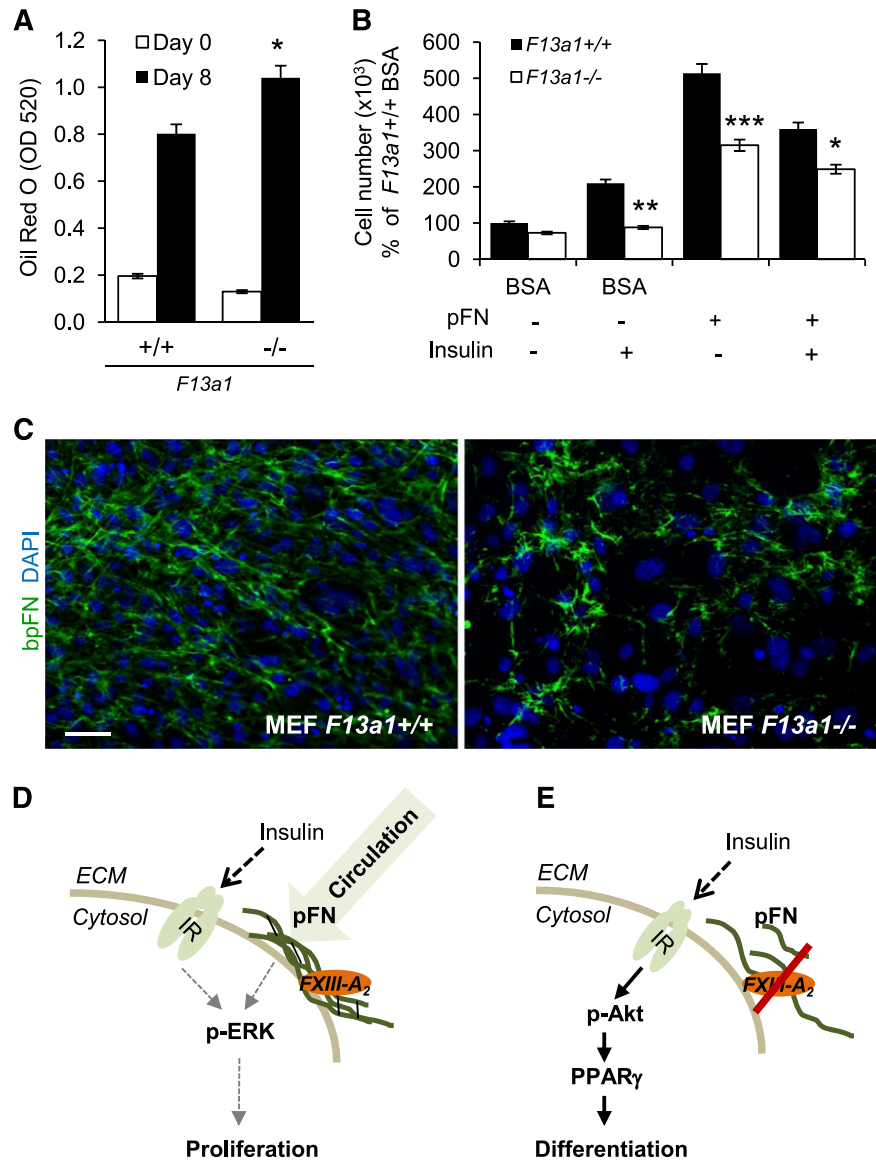 A
Oil Red O (OD 520)
1.2
1.0
0.8
0.6
0.4
0.2
0.0
Day 0
Day 8
*
+/+
-/-
F13a1
B
Cell number (x10³)
% of F13a1+/+ BSA
600
500
400
300
200
100
0
F13a1+/+
F13a1-/-
**
***
*
BSA BSA
pFN - - + +
Insulin - + - +
C
bpFN DAPI
MEF F13a1+/+
MEF F13a1-/-
D
Insulin
Circulation
ECM
Cytosol
IR
pFN
FXIII-A₂
p-ERK
Proliferation
E
Insulin
ECM
Cytosol
IR
pFN
FXIII-A₂
p-Akt
PPARγ
Differentiation